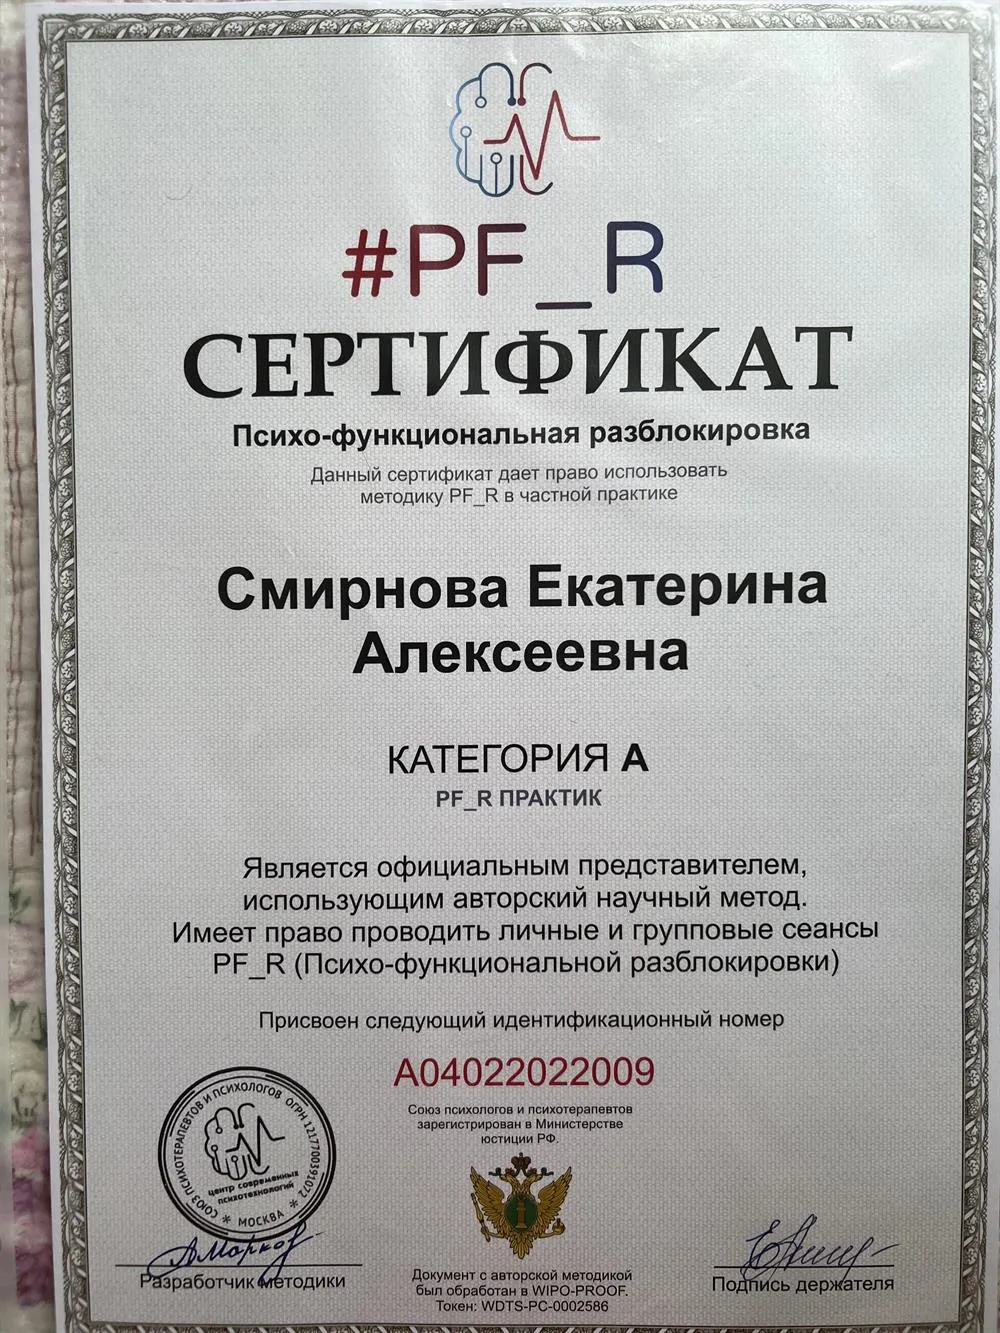 #PF_R
СЕРТИФИКАТ
Психо-функциональная разблокировка
Данный сертификат дает право использовать
методику PF_R в частной практике
Смирнова Екатерина
Алексеевна
КАТЕГОРИЯ А
PF_R ПРАКТИК
Является официальным представителем,
использующим авторский научный метод.
Имеет право проводить личные и групповые сеансы
PF_R (Психо-функциональной разблокировки)
Присвоен следующий идентификационный номер
А04022022009
Союз психологов и психотерапевтов
зарегистрирован в Министерстве
юстиции РФ.
СОЮЗ ПСИХОТЕРАПЕВТОВ И ПСИХОЛОГОВ ОГРН 1217700391072
центр современных
психотехнологий
* МОСКВА *
Разработчик методики
Документ с авторской методикой
был обработан в WIPO-PROOF.
Токен: WDTS-PC-0002586
Подпись держателя